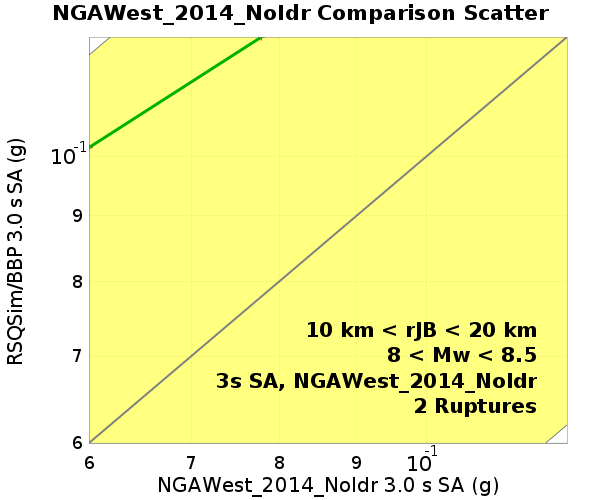 NGAWest_2014_NoIdr Comparison Scatter
RSQSim/BBP 3.0 s SA (g)
10⁻¹
9
8
7
6
10 km < rJB < 20 km
8 < Mw < 8.5
3s SA, NGAWest_2014_NoIdr
2 Ruptures
6 7 8 9 10⁻¹
NGAWest_2014_NoIdr 3.0 s SA (g)